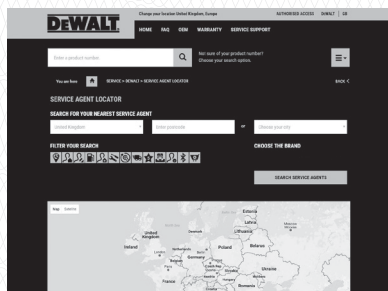 DEWALT
Change your location United Kingdom, Europe
AUTHORISED ACCESS DEWALT GB
HOME FAQ OEM WARRANTY SERVICE SUPPORT
Enter a product number
Not sure of your product number?
Choose your search option.
You are here
SERVICE > DEWALT > SERVICE AGENT LOCATOR
BACK <
SERVICE AGENT LOCATOR
SEARCH FOR YOUR NEAREST SERVICE AGENT
United Kingdom
Enter postcode
or
Choose your city
FILTER YOUR SEARCH
CHOOSE THE BRAND
SEARCH SERVICE AGENTS
Map Satellite
Estonia
Latvia
Lithuania
Denmark
United
Kingdom
Ireland
Netherlands
Poland
Belarus
Germany
Ukraine
France
Romania